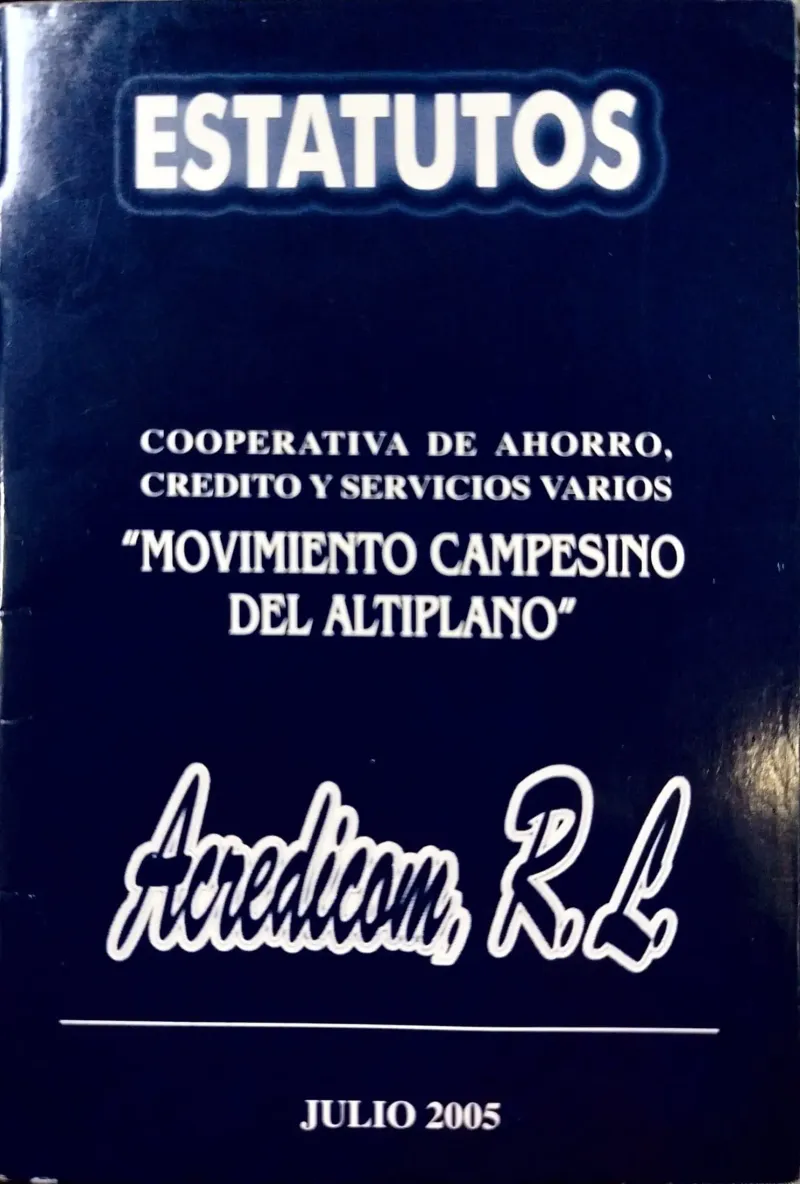 ESTATUTOS
COOPERATIVA DE AHORRO,
CREDITO Y SERVICIOS VARIOS
"MOVIMIENTO CAMPESINO
DEL ALTIPLANO"
Acredicom, R.L.
JULIO 2005